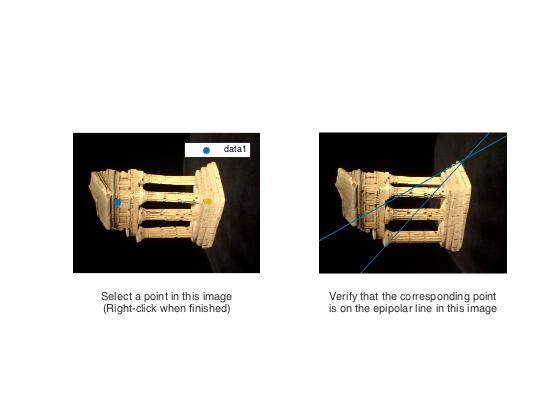 data1
Select a point in this image
(Right-click when finished)
Verify that the corresponding point
is on the epipolar line in this image